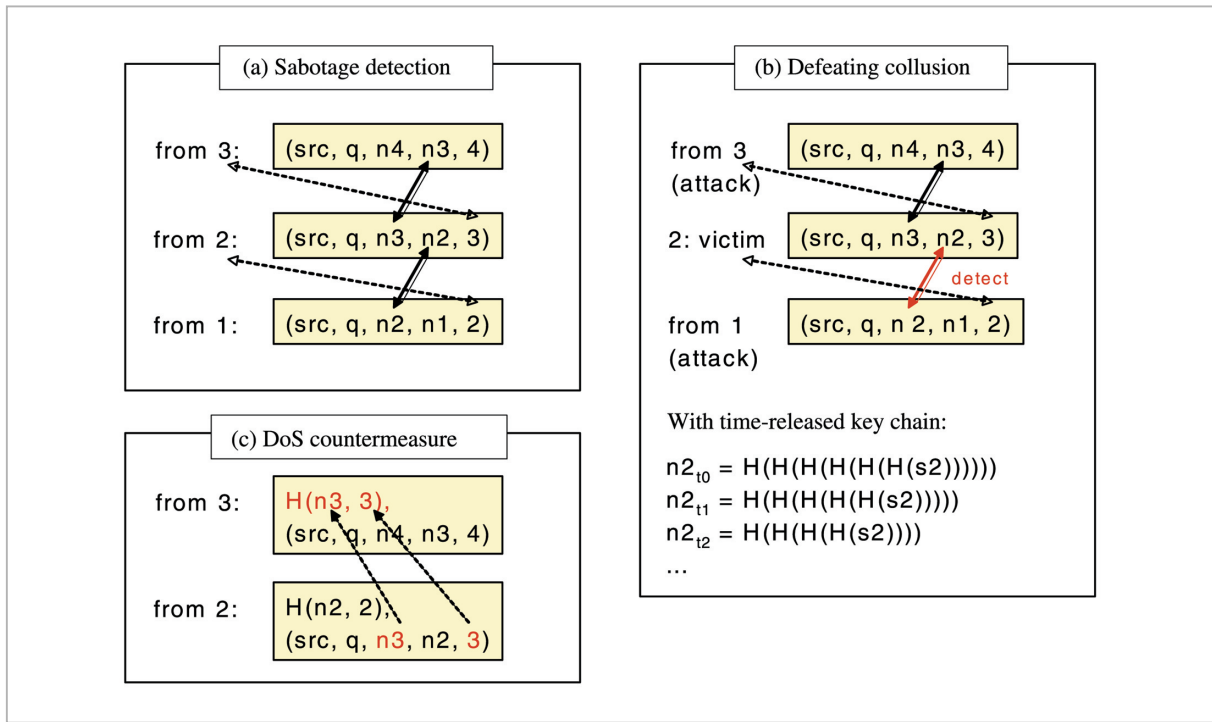 (a) Sabotage detection
from 3:
(src, q, n4, n3, 4)
from 2:
(src, q, n3, n2, 3)
from 1:
(src, q, n2, n1, 2)
(c) DoS countermeasure
from 3:
H(n3, 3),
(src, q, n4, n3, 4)
from 2:
H(n2, 2),
(src, q, n3, n2, 3)
(b) Defeating collusion
from 3
(attack)
(src, q, n4, n3, 4)
2: victim
(src, q, n3, n2, 3)
detect
from 1
(attack)
(src, q, n 2, n1, 2)
With time-released key chain:
n2t0 = H(H(H(H(H(H(s2))))))
n2t1 = H(H(H(H(H(s2)))))
n2t2 = H(H(H(H(s2))))
...